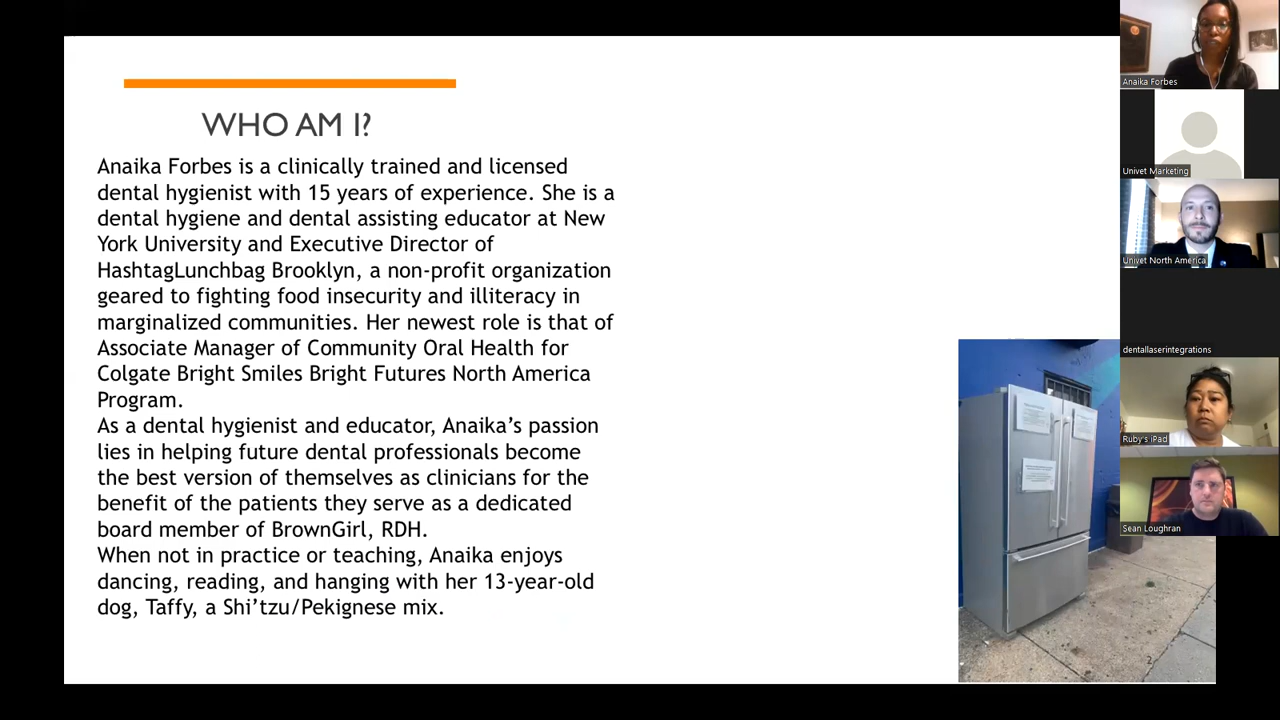 WHO AM I?
Anaika Forbes is a clinically trained and licensed
dental hygienist with 15 years of experience. She is a
dental hygiene and dental assisting educator at New
York University and Executive Director of
HashtagLunchbag Brooklyn, a non-profit organization
geared to fighting food insecurity and illiteracy in
marginalized communities. Her newest role is that of
Associate Manager of Community Oral Health for
Colgate Bright Smiles Bright Futures North America
Program.
As a dental hygienist and educator, Anaika’s passion
lies in helping future dental professionals become
the best version of themselves as clinicians for the
benefit of the patients they serve as a dedicated
board member of BrownGirl, RDH.
When not in practice or teaching, Anaika enjoys
dancing, reading, and hanging with her 13-year-old
dog, Taffy, a Shi’tzu/Pekignese mix.
2
Anaika Forbes
Univet Marketing
Univet North America
dentallaserintegrations
Ruby's iPad
Sean Loughran